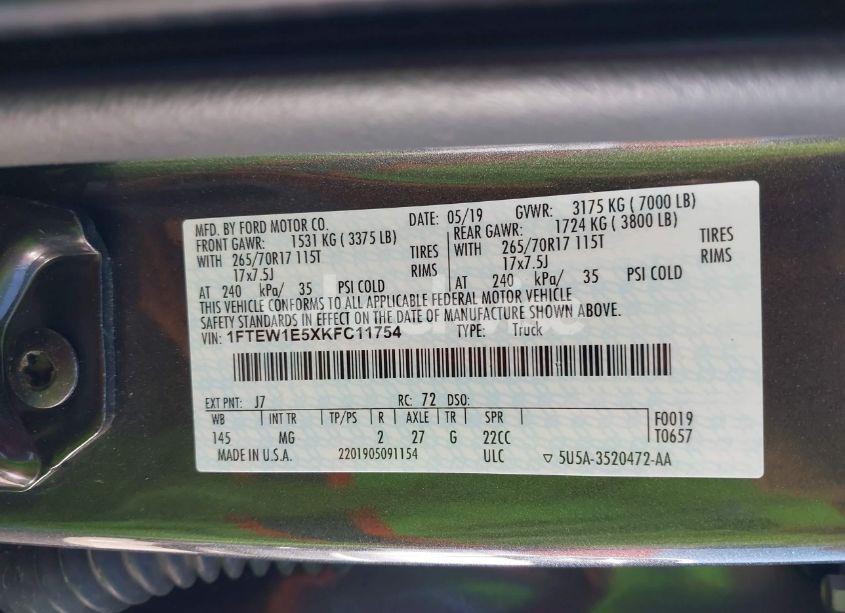 MFD. BY FORD MOTOR CO. DATE: 05/19 GVWR: 3175 KG ( 7000 LB)
FRONT GAWR: 1531 KG ( 3375 LB) REAR GAWR: 1724 KG ( 3800 LB)
WITH 265/70R17 115T TIRES WITH 265/70R17 115T TIRES
17x7.5J RIMS 17x7.5J RIMS
AT 240 kPa/ 35 PSI COLD AT 240 kPa/ 35 PSI COLD
THIS VEHICLE CONFORMS TO ALL APPLICABLE FEDERAL MOTOR VEHICLE
SAFETY STANDARDS IN EFFECT ON THE DATE OF MANUFACTURE SHOWN ABOVE.
VIN: 1FTEW1E5XKFC11754 TYPE: Truck
EXT PNT: J7 RC: 72 DSO:
WB INT TR TP/PS R AXLE TR SPR F0019
145 MG 2 27 G 22CC T0657
MADE IN U.S.A. 2201905091154 ULC ▽ 5U5A-3520472-AA